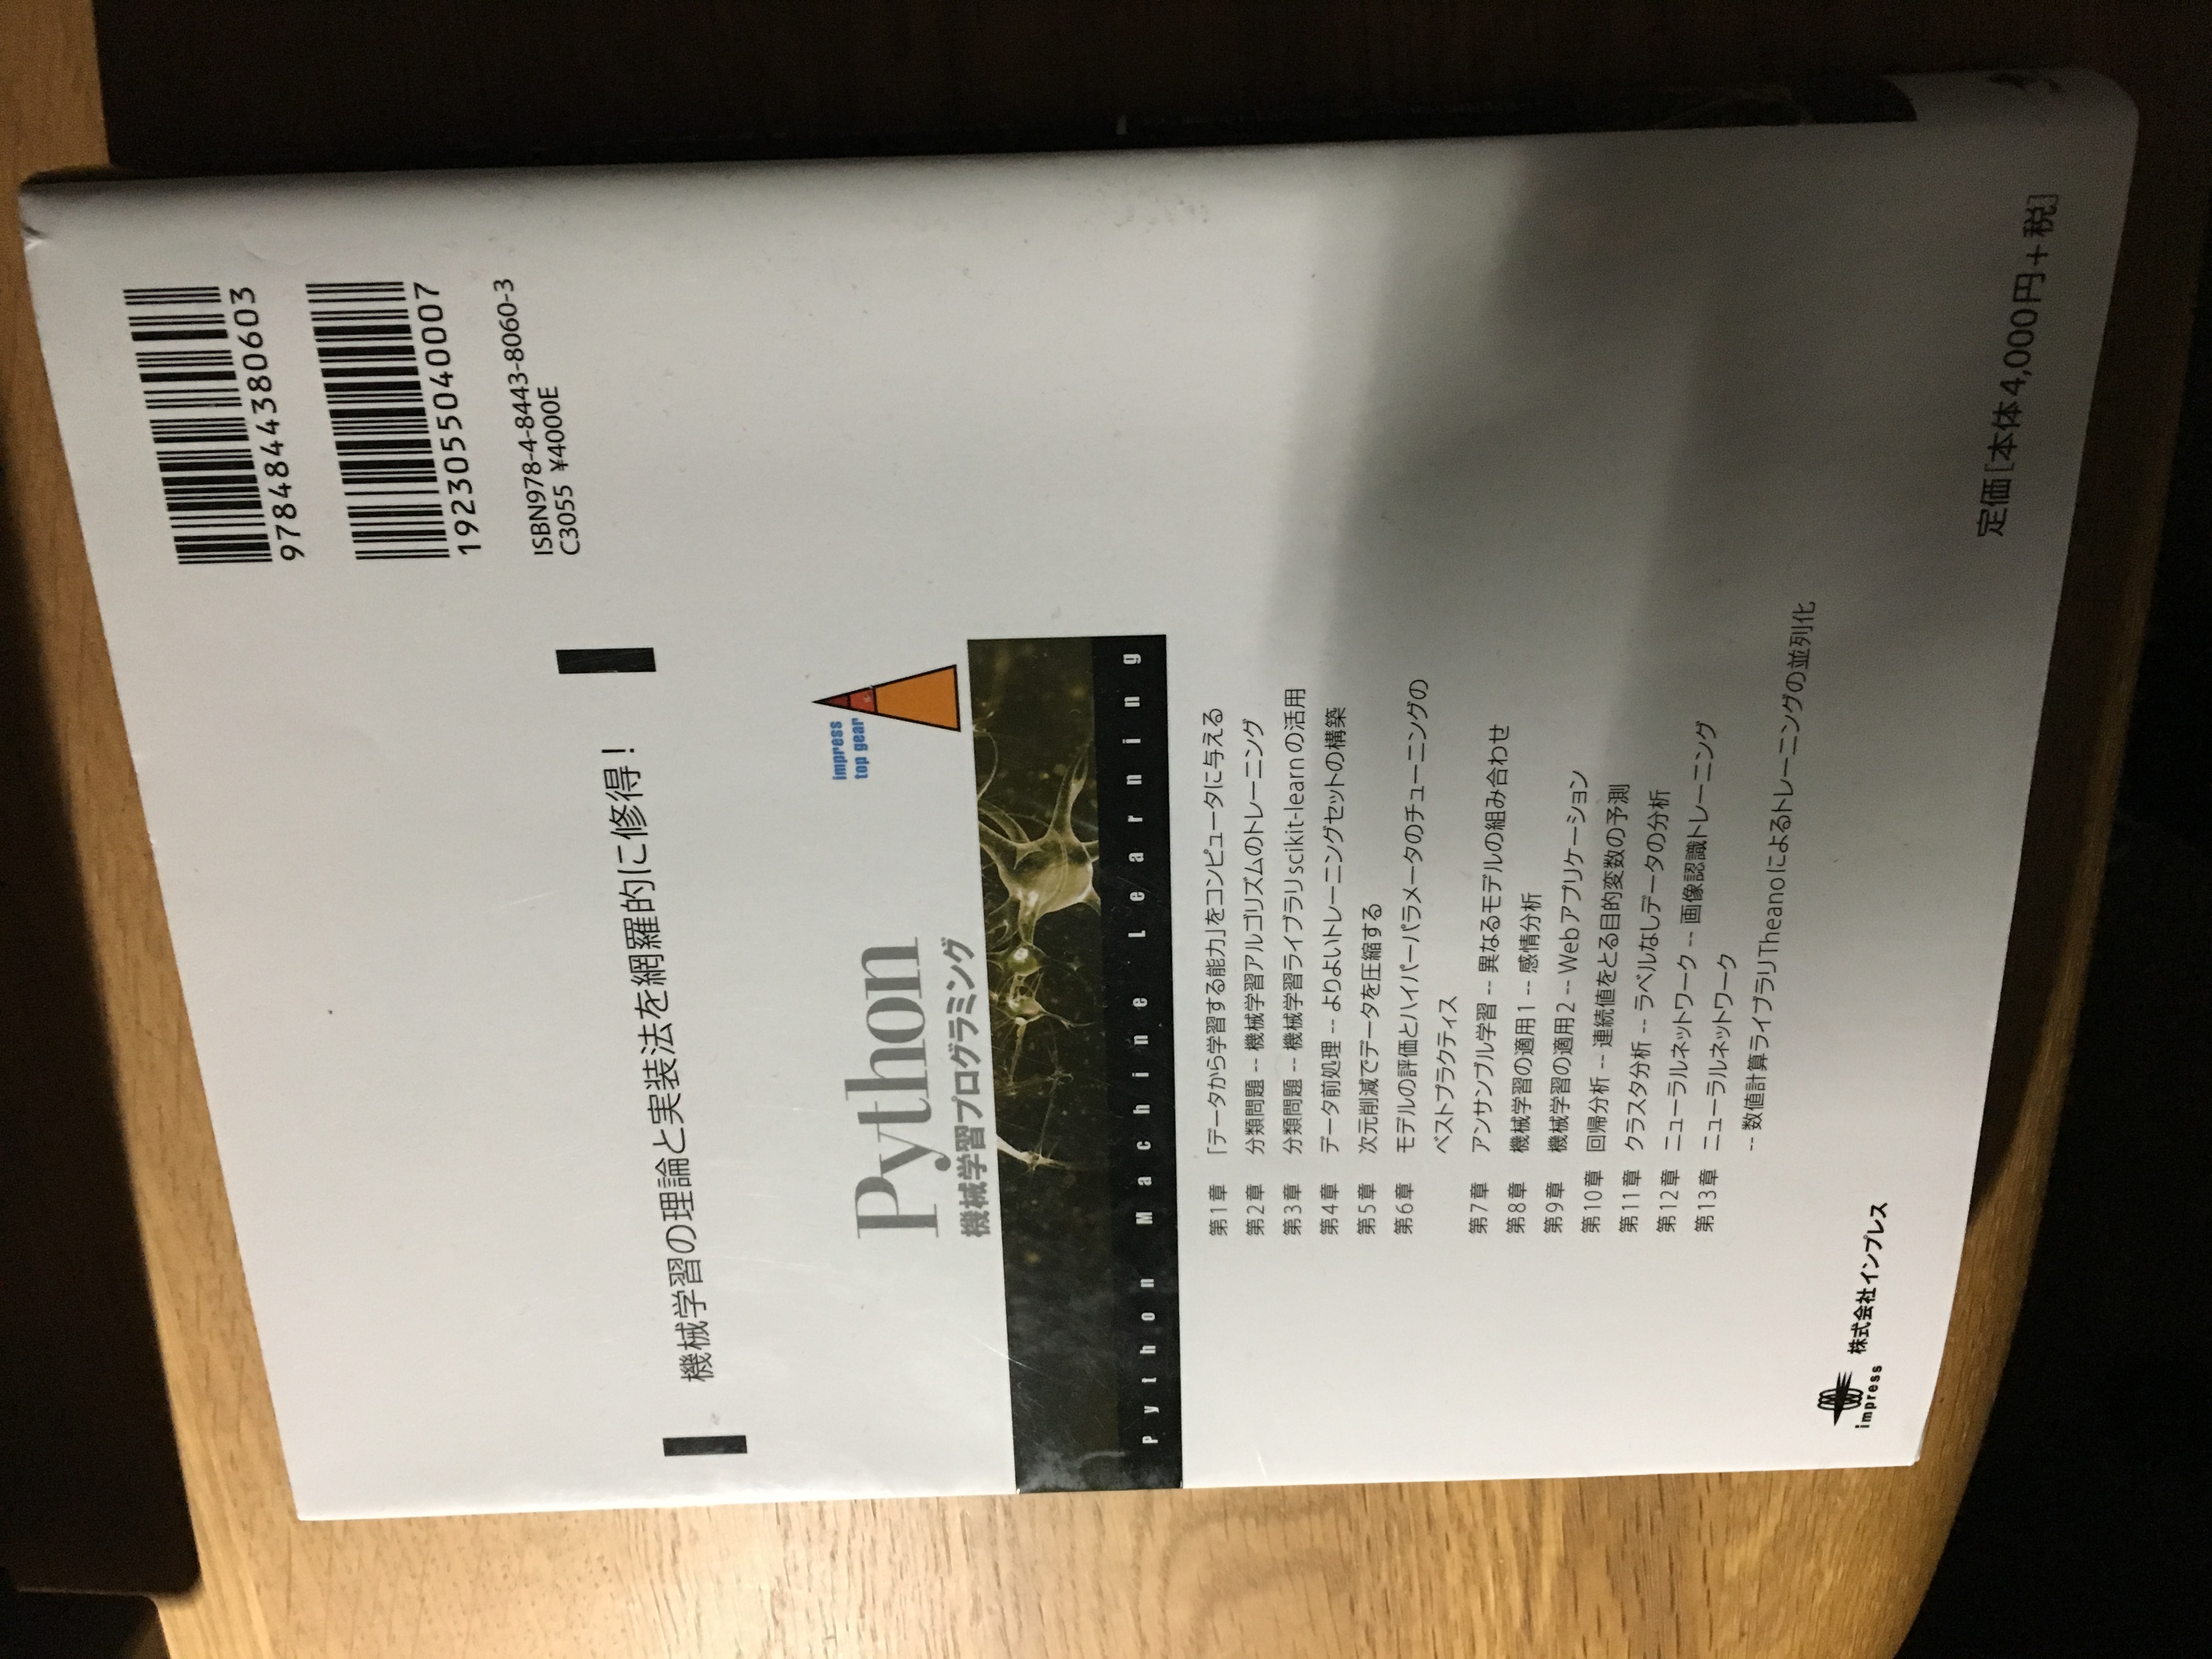 9784844380603
1923055040007
ISBN978-4-8443-8060-3
C3055 ¥4000E
機械学習の理論と実装法を網羅的に修得！
impress
top gear
Python
機械学習プログラミング
Python Machine Learning
第1章 「データから学習する能力」をコンピュータに与える
第2章 分類問題 -- 機械学習アルゴリズムのトレーニング
第3章 分類問題 -- 機械学習ライブラリscikit-learnの活用
第4章 データ前処理 -- よりよいトレーニングセットの構築
第5章 次元削減でデータを圧縮する
第6章 モデルの評価とハイパーパラメータのチューニングの
ベストプラクティス
第7章 アンサンブル学習 -- 異なるモデルの組み合わせ
第8章 機械学習の適用1 -- 感情分析
第9章 機械学習の適用2 -- Webアプリケーション
第10章 回帰分析 -- 連続値をとる目的変数の予測
第11章 クラスタ分析 -- ラベルなしデータの分析
第12章 ニューラルネットワーク -- 画像認識トレーニング
第13章 ニューラルネットワーク
-- 数値計算ライブラリTheanoによるトレーニングの並列化
impress 株式会社インプレス
定価[本体4,000円+税]